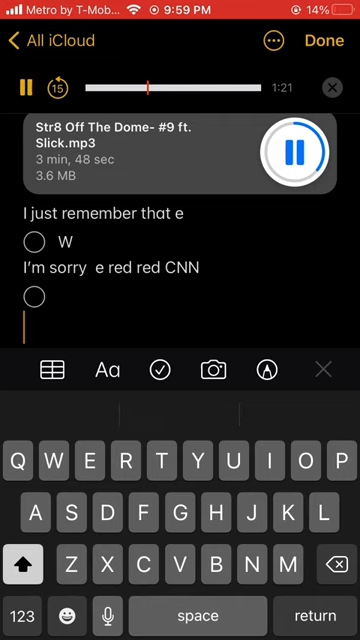 Metro by T-Mob... 9:59 PM 14%
All iCloud Done
15 1:21
Str8 Off The Dome- #9 ft.
Slick.mp3
3 min, 48 sec
3.6 MB
I just remember that e
W
I'm sorry  e red red CNN
Aa
Q W E R T Y U I O P
A S D F G H J K L
Z X C V B N M
123 space return